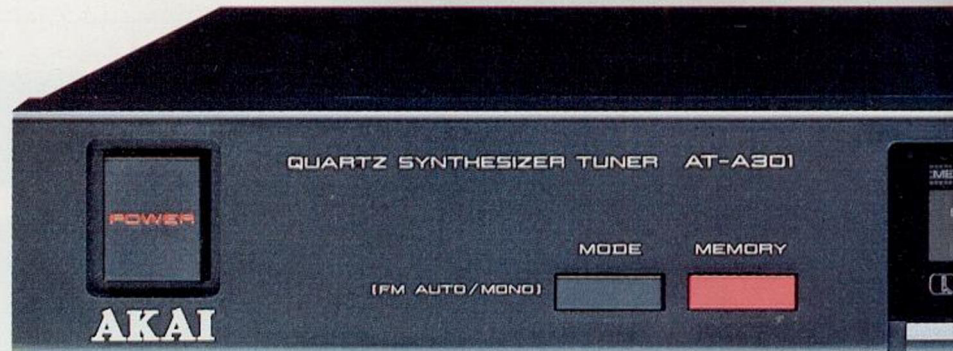 QUARTZ SYNTHESIZER TUNER AT-A301
POWER
MODE MEMORY
(FM AUTO/MONO)
AKAI